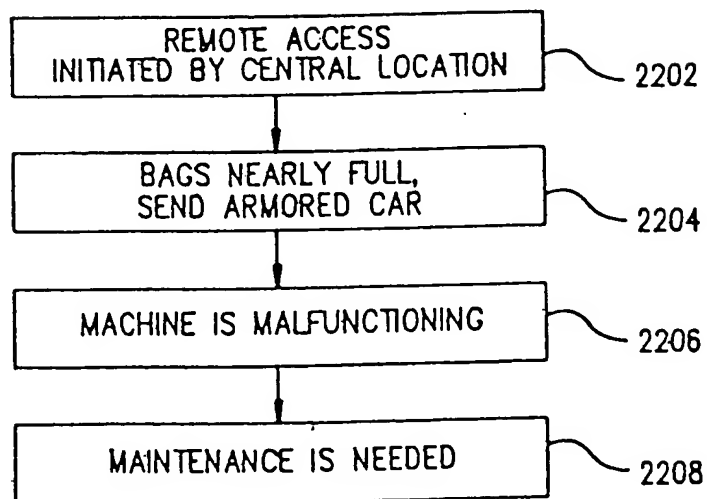 REMOTE ACCESS
INITIATED BY CENTRAL LOCATION
2202
BAGS NEARLY FULL,
SEND ARMORED CAR
2204
MACHINE IS MALFUNCTIONING
2206
MAINTENANCE IS NEEDED
2208